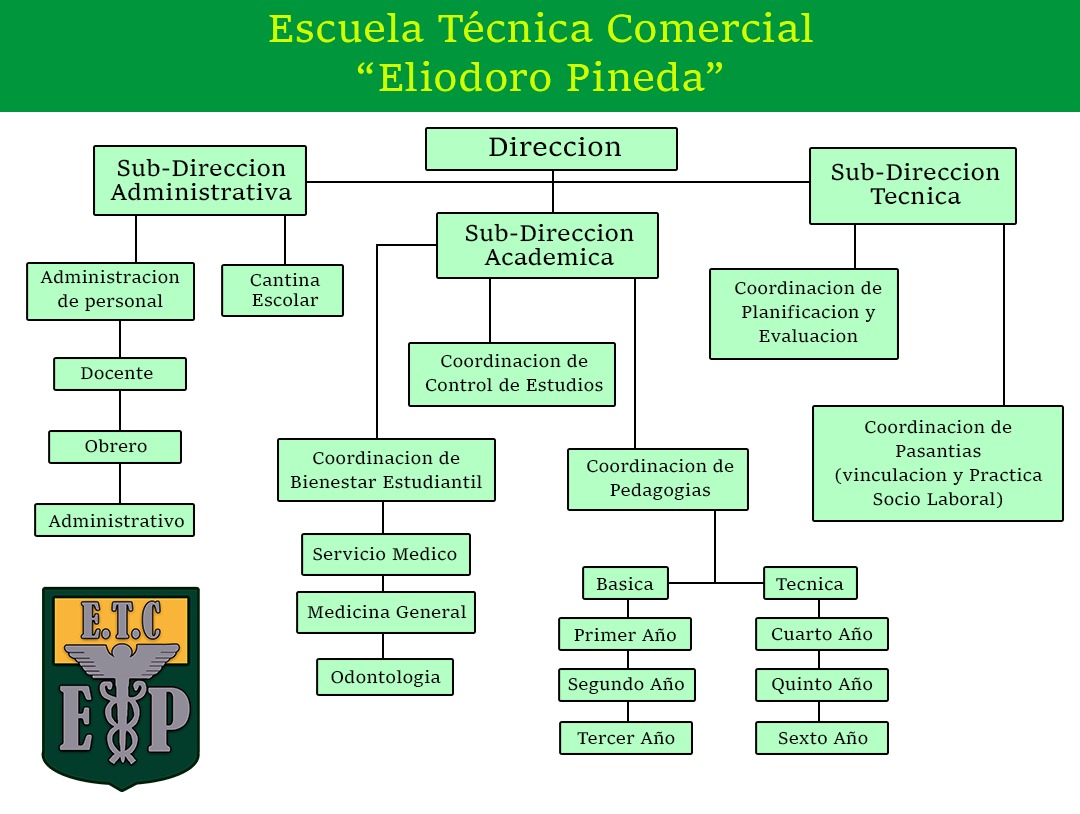 Escuela Técnica Comercial
“Eliodoro Pineda”
Direccion
Sub-Direccion
Administrativa
Sub-Direccion
Tecnica
Sub-Direccion
Academica
Administracion
de personal
Cantina
Escolar
Coordinacion de
Planificacion y
Evaluacion
Docente
Coordinacion de
Control de Estudios
Obrero
Coordinacion de
Bienestar Estudiantil
Coordinacion de
Pedagogias
Coordinacion de
Pasantias
(vinculacion y Practica
Socio Laboral)
Administrativo
Servicio Medico
Medicina General
Odontologia
Basica
Tecnica
Primer Año
Cuarto Año
Segundo Año
Quinto Año
Tercer Año
Sexto Año
E.T.C
E P